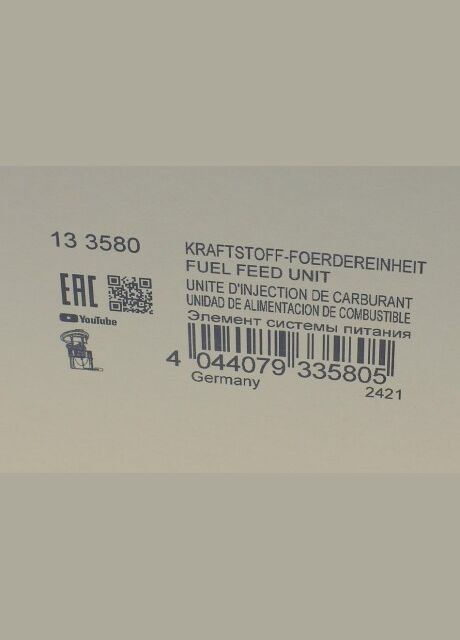 13 3580
KRAFTSTOFF-FOERDEREINHEIT
FUEL FEED UNIT
UNITE D'INJECTION DE CARBURANT
UNIDAD DE ALIMENTACION DE COMBUSTIBLE
Элемент системы питания
EAC
YouTube
4 044079 335805
Germany
2421